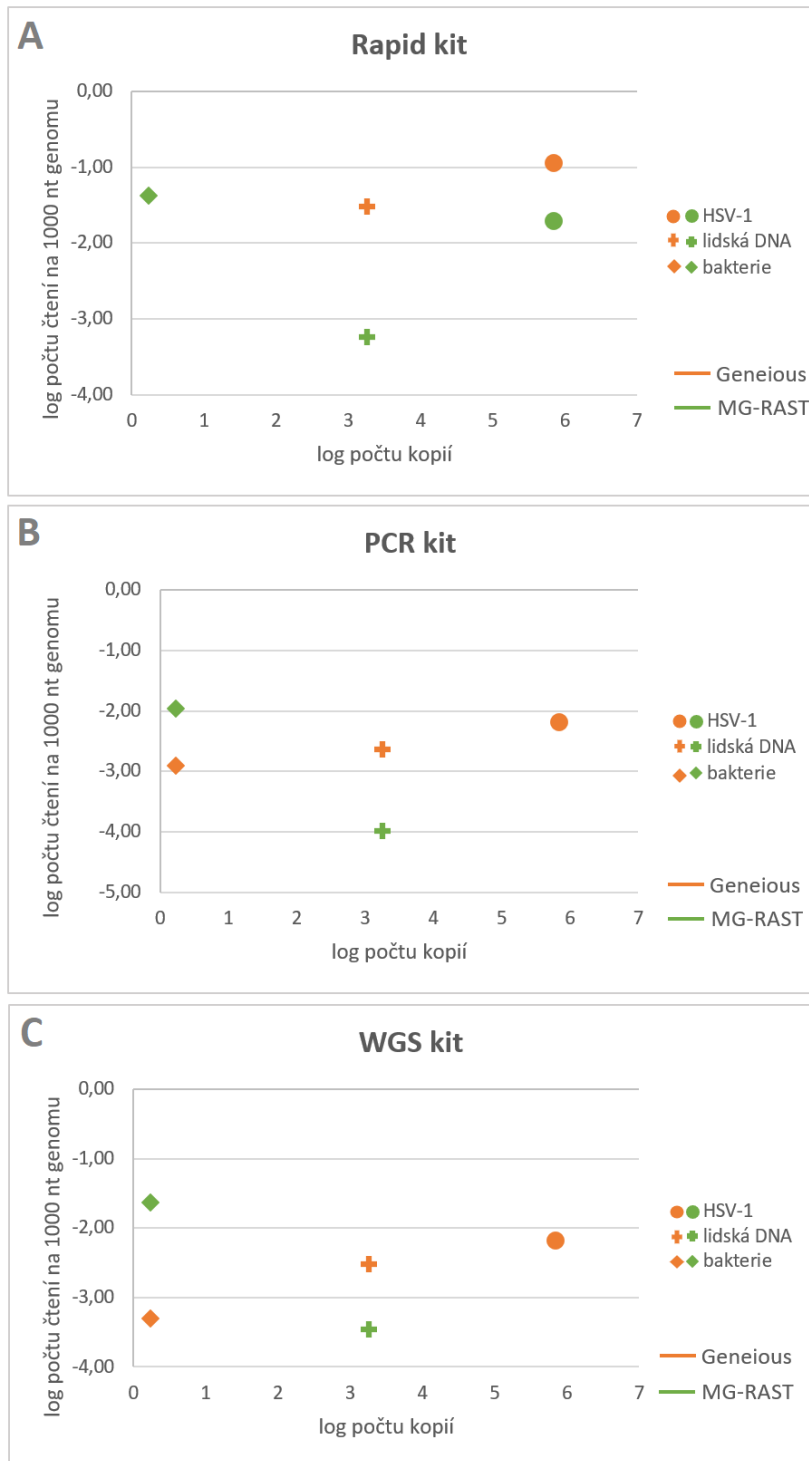 A
Rapid kit
log počtu čtení na 1000 nt genomu
0,00
-1,00
-2,00
-3,00
-4,00
0 1 2 3 4 5 6 7
log počtu kopií
HSV-1
lidská DNA
bakterie
Geneious
MG-RAST
B
PCR kit
log počtu čtení na 1000 nt genomu
0,00
-1,00
-2,00
-3,00
-4,00
-5,00
0 1 2 3 4 5 6 7
log počtu kopií
HSV-1
lidská DNA
bakterie
Geneious
MG-RAST
C
WGS kit
log počtu čtení na 1000 nt genomu
0,00
-1,00
-2,00
-3,00
-4,00
0 1 2 3 4 5 6 7
log počtu kopií
HSV-1
lidská DNA
bakterie
Geneious
MG-RAST